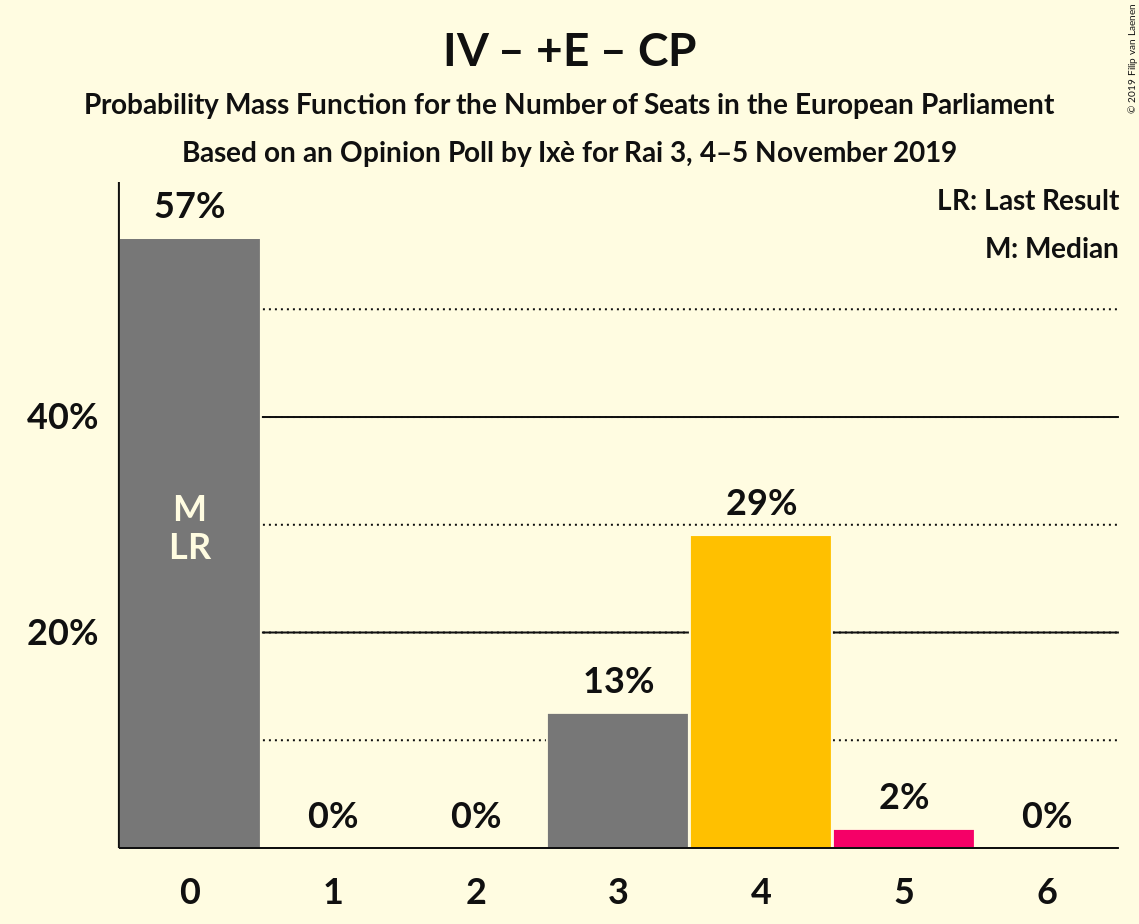 IV – +E – CP
Probability Mass Function for the Number of Seats in the European Parliament
Based on an Opinion Poll by Ixè for Rai 3, 4–5 November 2019
© 2019 Filip van Laenen
LR: Last Result
M: Median
57%
40%
M
LR
29%
20%
13%
0%
0%
2%
0%
0
1
2
3
4
5
6